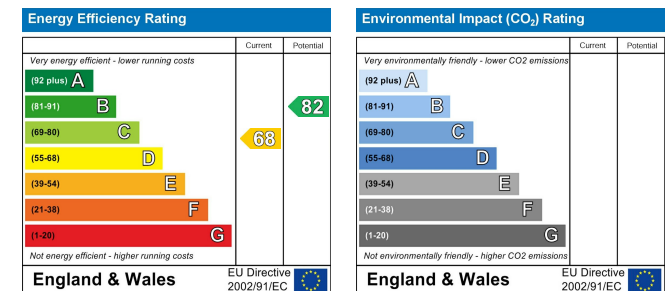 Energy Efficiency Rating
Current Potential
Very energy efficient - lower running costs
(92 plus) A
(81-91) B
82
(69-80) C
68
(55-68) D
(39-54) E
(21-38) F
(1-20) G
Not energy efficient - higher running costs
England & Wales
EU Directive
2002/91/EC
Environmental Impact (CO₂) Rating
Current Potential
Very environmentally friendly - lower CO2 emissions
(92 plus) A
(81-91) B
(69-80) C
(55-68) D
(39-54) E
(21-38) F
(1-20) G
Not environmentally friendly - higher CO2 emissions
England & Wales
EU Directive
2002/91/EC